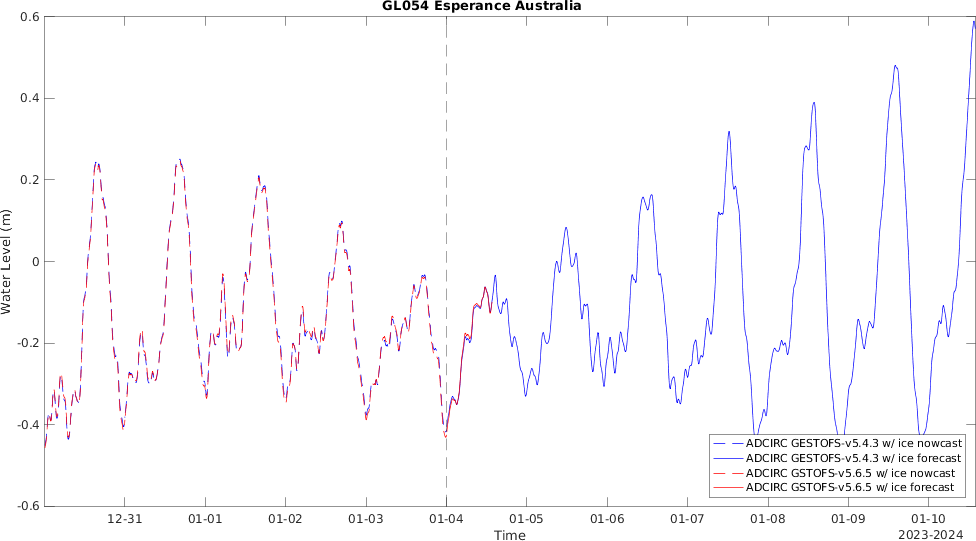 GL054 Esperance Australia
Water Level (m)
0.6
0.4
0.2
0
-0.2
-0.4
-0.6
12-31
01-01
01-02
01-03
01-04
01-05
01-06
01-07
01-08
01-09
01-10
Time
2023-2024
ADCIRC GESTOFS-v5.4.3 w/ ice nowcast
ADCIRC GESTOFS-v5.4.3 w/ ice forecast
ADCIRC GSTOFS-v5.6.5 w/ ice nowcast
ADCIRC GSTOFS-v5.6.5 w/ ice forecast